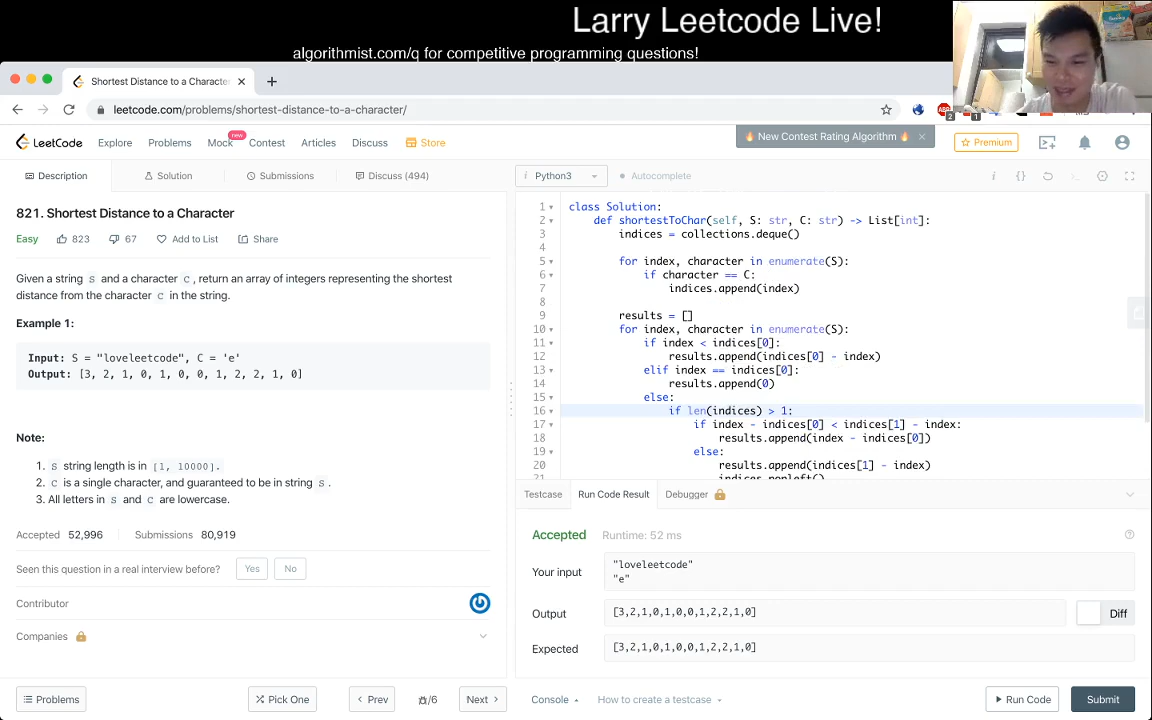 Larry Leetcode Live!
algorithmist.com/q for competitive programming questions!
Shortest Distance to a Characte
leetcode.com/problems/shortest-distance-to-a-character/
LeetCode Explore Problems Mock new Contest Articles Discuss Store
New Contest Rating Algorithm
Premium
Description Solution Submissions Discuss (494)
Python3 Autocomplete
821. Shortest Distance to a Character
Easy 823 67 Add to List Share
Given a string S and a character C, return an array of integers representing the shortest
distance from the character C in the string.
Example 1:
Input: S = "loveleetcode", C = 'e'
Output: [3, 2, 1, 0, 1, 0, 0, 1, 2, 2, 1, 0]
Note:
1. S string length is in [1, 10000].
2. C is a single character, and guaranteed to be in string S.
3. All letters in S and C are lowercase.
Accepted 52,996 Submissions 80,919
Seen this question in a real interview before? Yes No
Contributor
Companies
Problems Pick One Prev /6 Next
1 class Solution:
2 def shortestToChar(self, S: str, C: str) -> List[int]:
3 indices = collections.deque()
4
5 for index, character in enumerate(S):
6 if character == C:
7 indices.append(index)
8
9 results = []
10 for index, character in enumerate(S):
11 if index < indices[0]:
12 results.append(indices[0] - index)
13 elif index == indices[0]:
14 results.append(0)
15 else:
16 if len(indices) > 1:
17 if index - indices[0] < indices[1] - index:
18 results.append(index - indices[0])
19 else:
20 results.append(indices[1] - index)
21 indices.popleft()
Testcase Run Code Result Debugger
Accepted Runtime: 52 ms
Your input
"loveleetcode"
"e"
Output [3,2,1,0,1,0,0,1,2,2,1,0] Diff
Expected [3,2,1,0,1,0,0,1,2,2,1,0]
Console How to create a testcase Run Code Submit